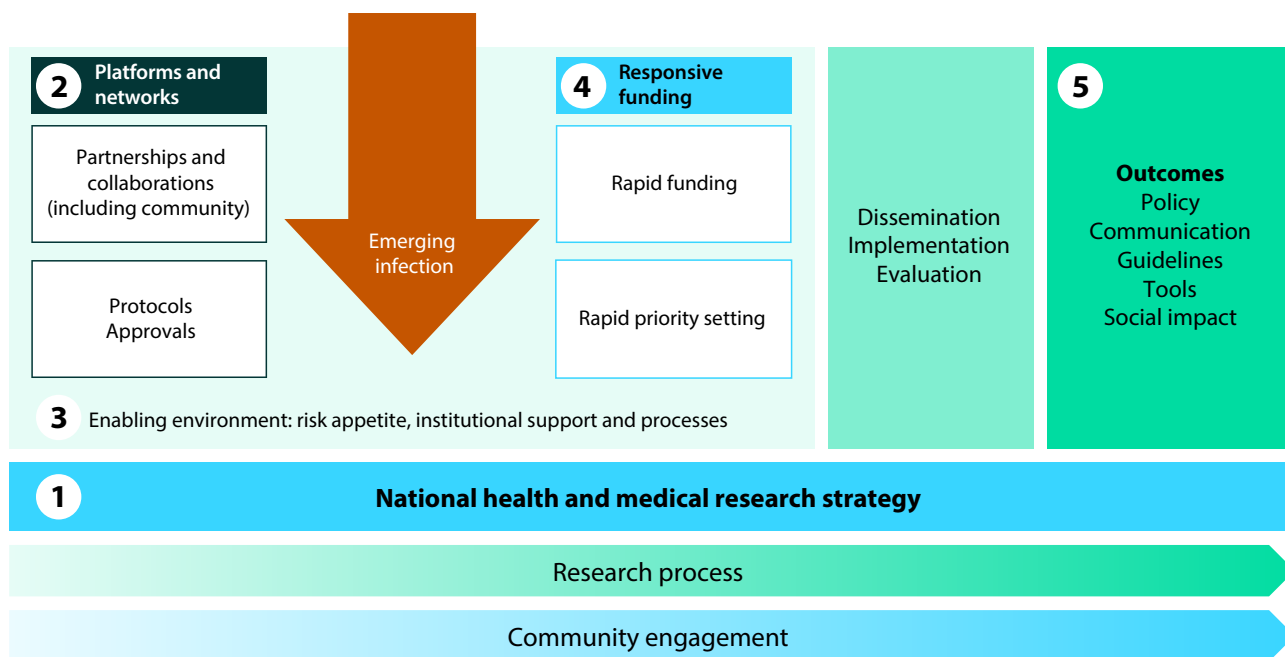 2
Platforms and
networks
Partnerships and
collaborations
(including community)
Protocols
Approvals
Emerging
infection
4
Responsive
funding
Rapid funding
Rapid priority setting
3
Enabling environment: risk appetite, institutional support and processes
Dissemination
Implementation
Evaluation
5
Outcomes
Policy
Communication
Guidelines
Tools
Social impact
1
National health and medical research strategy
Research process
Community engagement